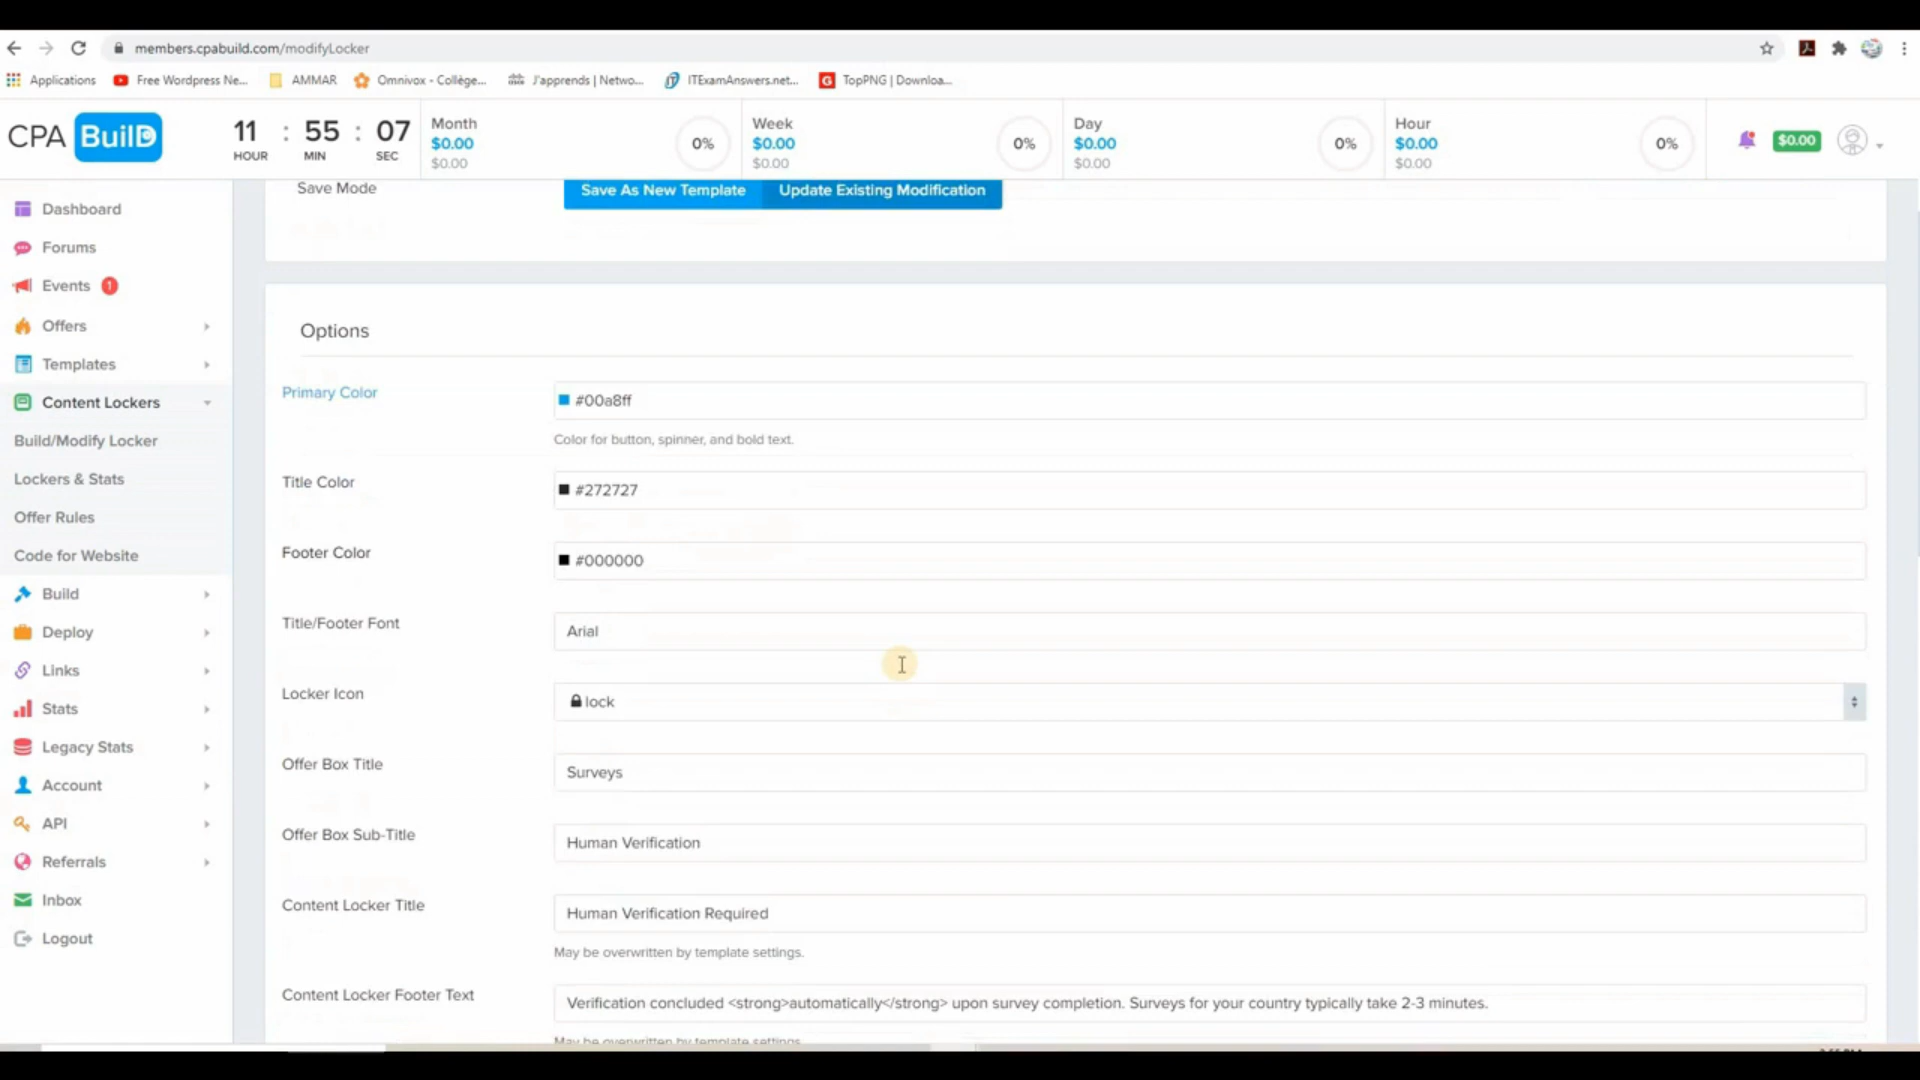 members.cpabuild.com/modifyLocker
Applications Free Wordpress Ne... AMMAR Omnivox - Collège... J'apprends | Netwo... ITExamAnswers.net... TopPNG | Downloa...
CPA BuilD
11 : 55 : 07
HOUR MIN SEC
Month
$0.00
$0.00
0%
Week
$0.00
$0.00
0%
Day
$0.00
$0.00
0%
Hour
$0.00
$0.00
0%
$0.00
Dashboard
Forums
Events 1
Offers
Templates
Content Lockers
Build/Modify Locker
Lockers & Stats
Offer Rules
Code for Website
Build
Deploy
Links
Stats
Legacy Stats
Account
API
Referrals
Inbox
Logout
Save Mode
Save As New Template Update Existing Modification
Options
Primary Color
#00a8ff
Color for button, spinner, and bold text.
Title Color
#272727
Footer Color
#000000
Title/Footer Font
Arial
Locker Icon
lock
Offer Box Title
Surveys
Offer Box Sub-Title
Human Verification
Content Locker Title
Human Verification Required
May be overwritten by template settings.
Content Locker Footer Text
Verification concluded <strong>automatically</strong> upon survey completion. Surveys for your country typically take 2-3 minutes.
May be overwritten by template settings.